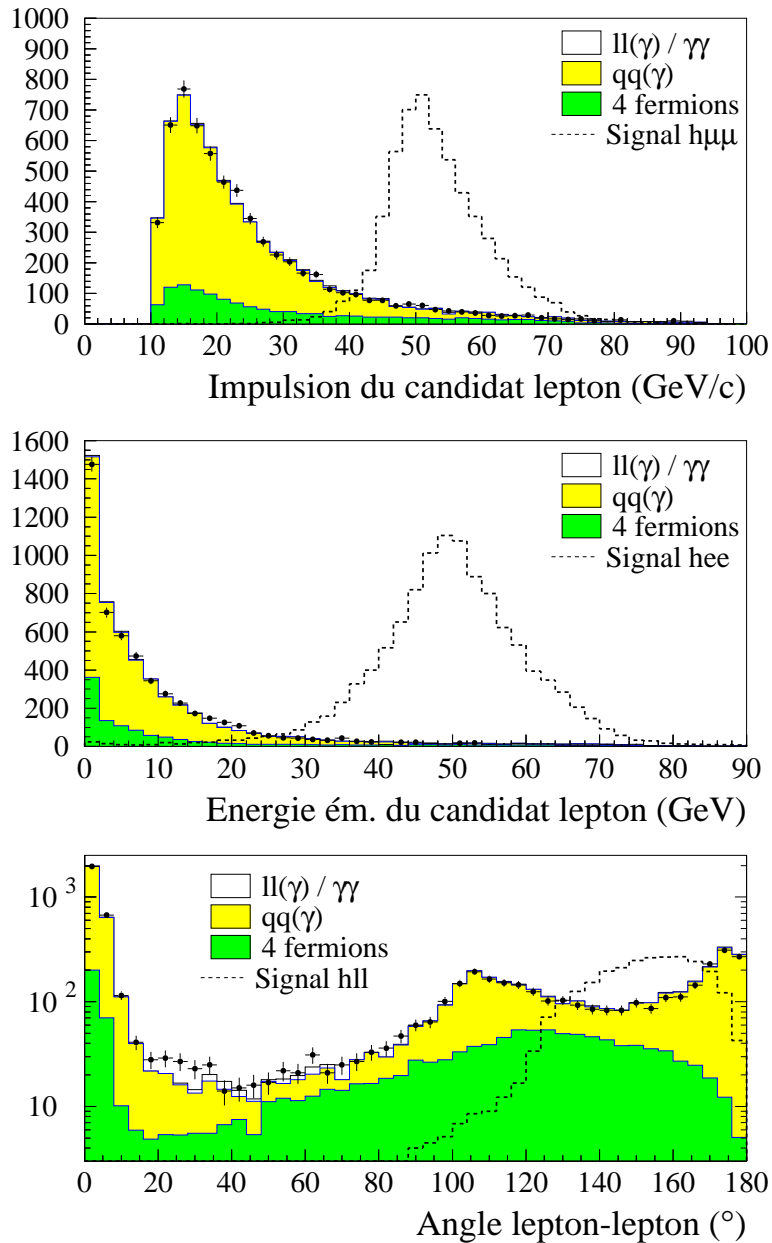 1000
900
800
700
600
500
400
300
200
100
0
ll(γ) / γγ
qq(γ)
4 fermions
Signal hμμ
0 10 20 30 40 50 60 70 80 90 100
Impulsion du candidat lepton (GeV/c)
1600
1400
1200
1000
800
600
400
200
0
ll(γ) / γγ
qq(γ)
4 fermions
Signal hee
0 10 20 30 40 50 60 70 80 90
Energie ém. du candidat lepton (GeV)
10³
10²
10
ll(γ) / γγ
qq(γ)
4 fermions
Signal hll
0 20 40 60 80 100 120 140 160 180
Angle lepton-lepton (°)